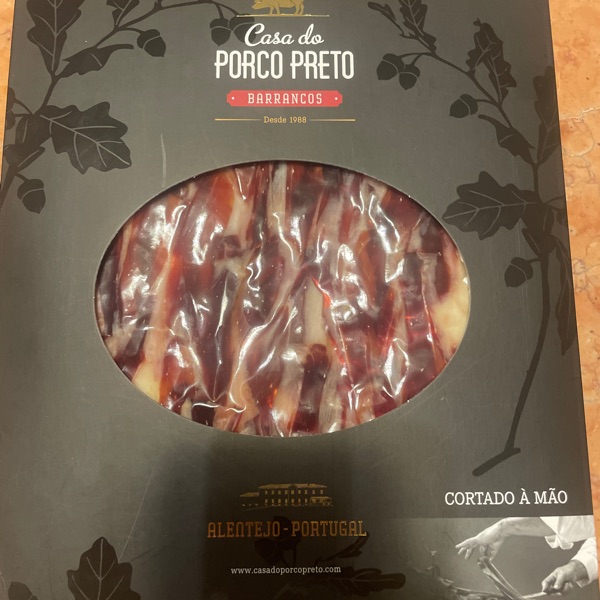 Casa do
PORCO PRETO
BARRANCOS
Desde 1988
CORTADO À MÃO
ALENTEJO - PORTUGAL
www.casadoporcopreto.com